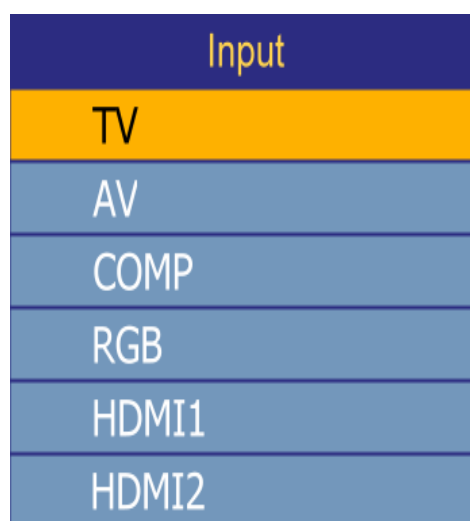 Input
TV
AV
COMP
RGB
HDMI1
HDMI2